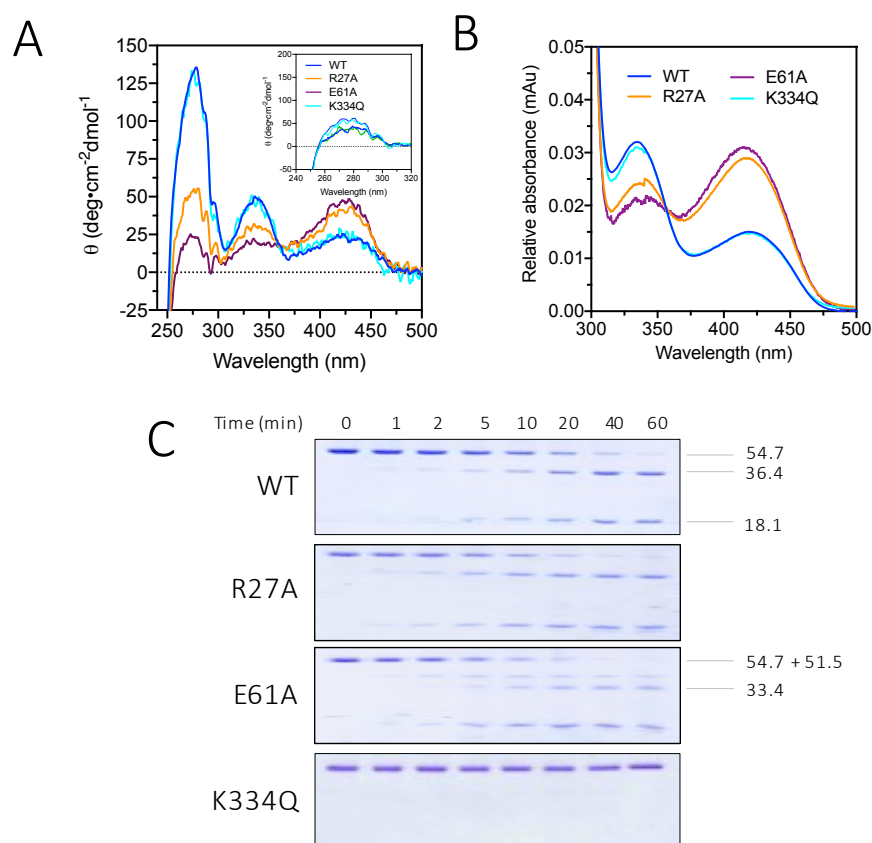 A
150
125
100
75
50
25
0
-25
θ (deg•cm-2dmol-1)
250 300 350 400 450 500
Wavelength (nm)
200
150
100
50
0
-50
θ (deg•cm-2dmol-1)
WT
R27A
E61A
K334Q
240 260 280 300 320
Wavelength (nm)
B
0.05
0.04
0.03
0.02
0.01
0.00
Relative absorbance (mAu)
WT E61A
R27A K334Q
300 350 400 450 500
Wavelength (nm)
C
Time (min) 0 1 2 5 10 20 40 60
WT
54.7
36.4
18.1
R27A
E61A
54.7 + 51.5
33.4
K334Q